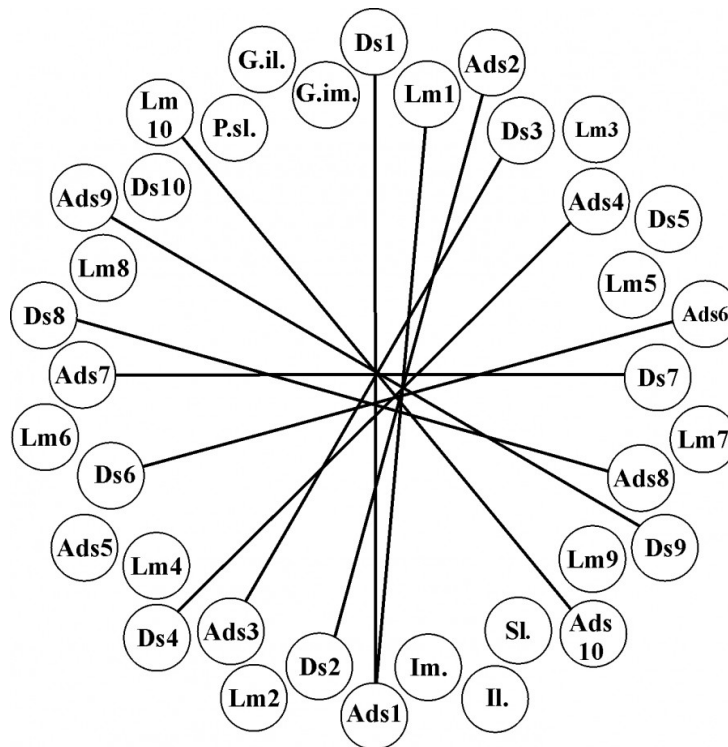 Ds1
Ads2
G.il.
G.im.
Lm1
Lm
10
P.sl.
Ds3
Lm3
Ds10
Ads9
Ads4
Ds5
Lm8
Lm5
Ds8
Ads6
Ads7
Ds7
Lm6
Lm7
Ds6
Ads8
Ads5
Lm4
Lm9
Ds9
Ds4
Ads3
Sl.
Ads
10
Ds2
Im.
Lm2
Il.
Ads1